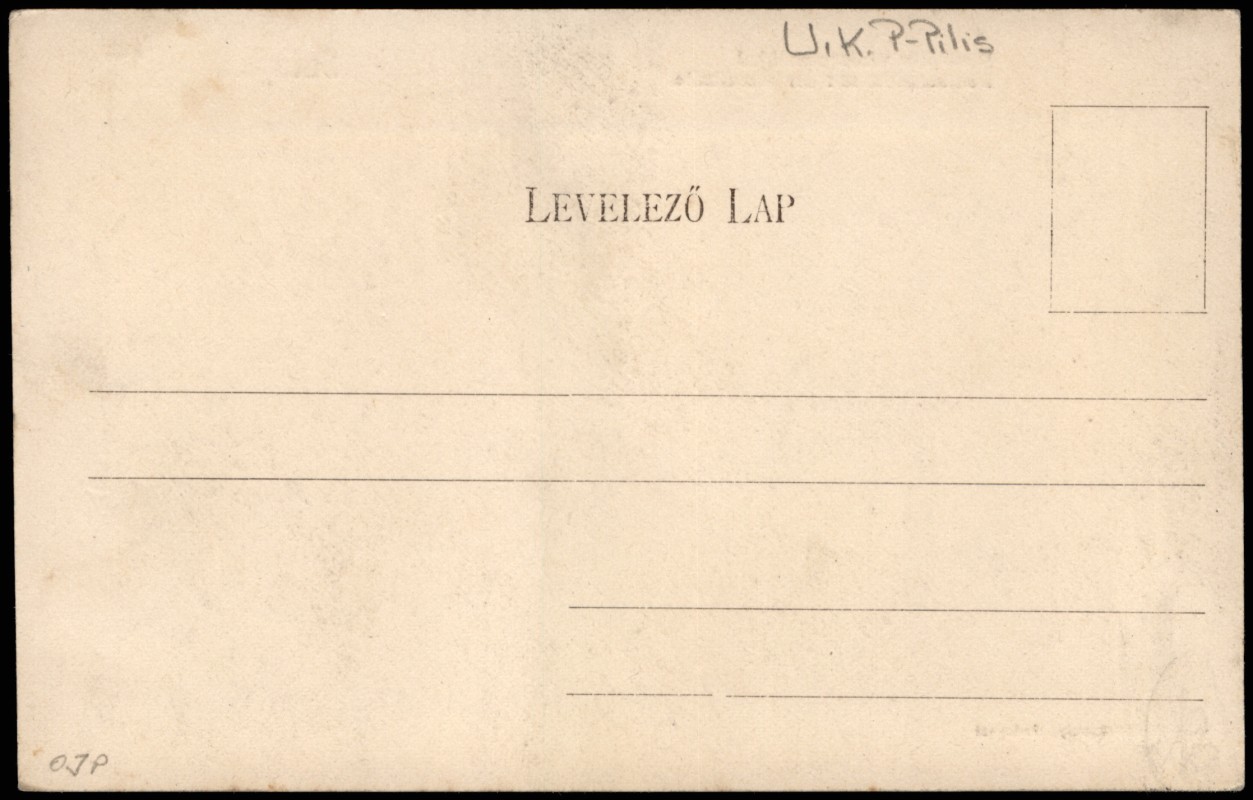 U.K. P-Pilis
LEVELEZŐ LAP
OJP